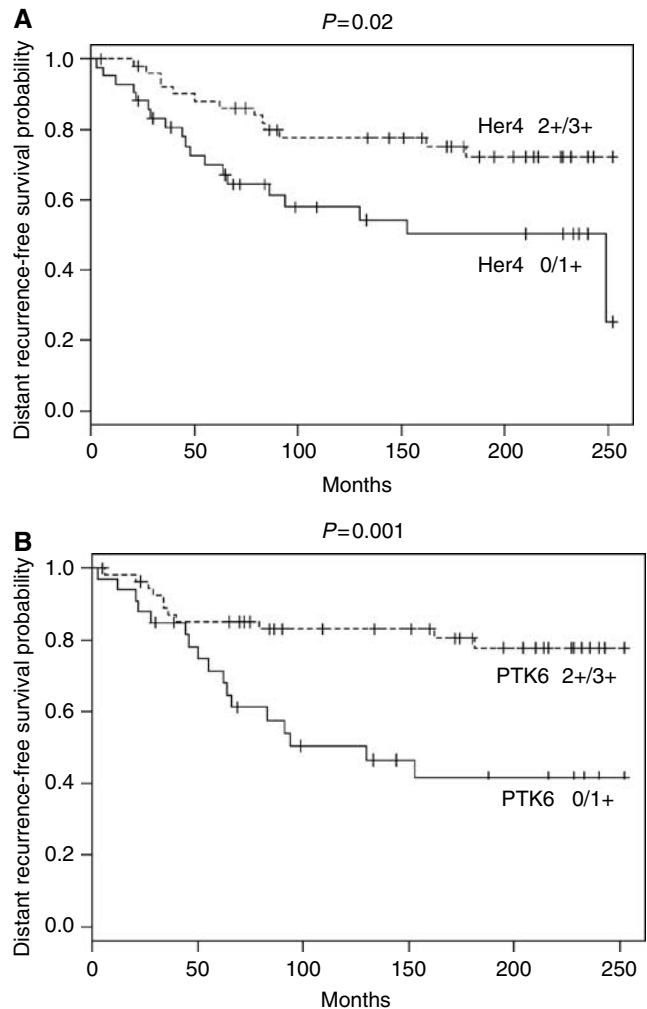 A
P=0.02
Distant recurrence-free survival probability
1.0
0.8
0.6
0.4
0.2
0.0
Her4 2+/3+
Her4 0/1+
0 50 100 150 200 250
Months
B
P=0.001
Distant recurrence-free survival probability
1.0
0.8
0.6
0.4
0.2
0.0
PTK6 2+/3+
PTK6 0/1+
0 50 100 150 200 250
Months